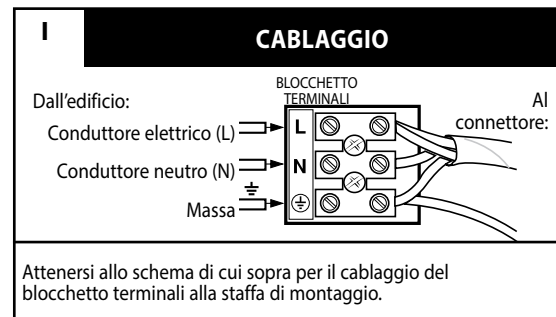 I
CABLAGGIO
BLOCCHETTO
TERMINALI
Dall'edificio:
Al
connettore:
Conduttore elettrico (L)
L
Conduttore neutro (N)
N
Massa
Attenersi allo schema di cui sopra per il cablaggio del
blocchetto terminali alla staffa di montaggio.